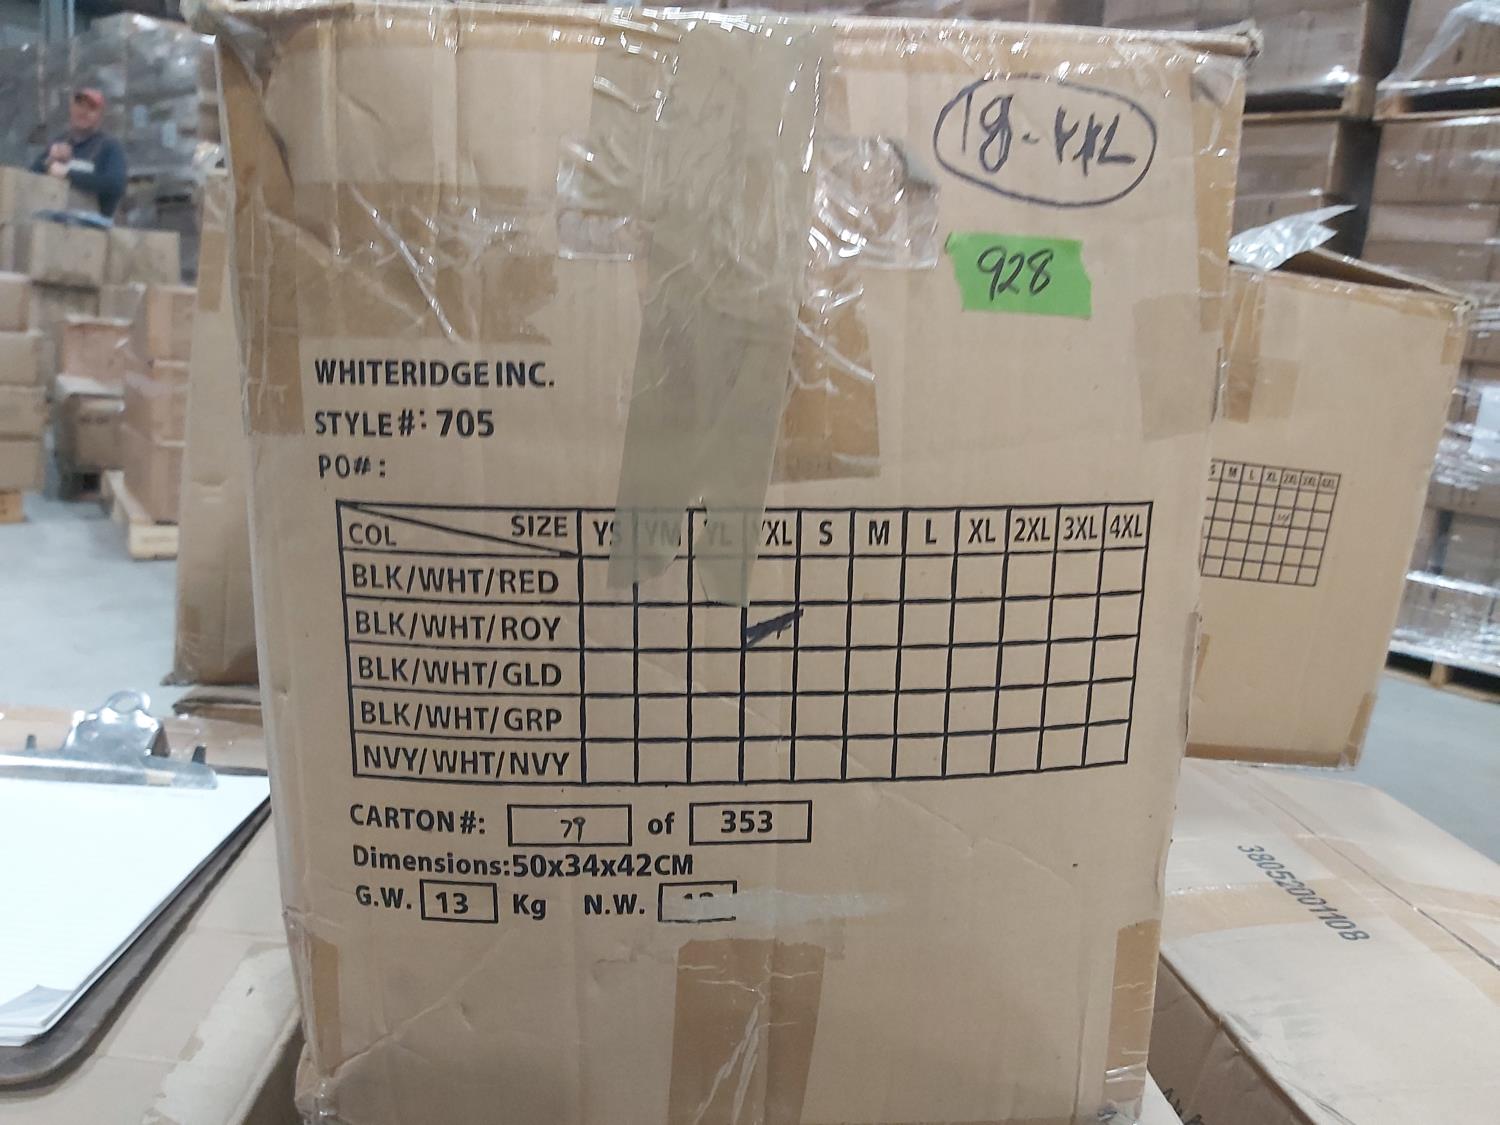 928
WHITERIDGE INC.
STYLE#: 705
PO#:
COL SIZE YS YM YL YXL S M L XL 2XL 3XL 4XL
BLK/WHT/RED
BLK/WHT/ROY
BLK/WHT/GLD
BLK/WHT/GRP
NVY/WHT/NVY
CARTON#: 79 of 353
Dimensions:50x34x42CM
G.W. 13 Kg N.W.
S M L XL 2XL 3XL 4XL
38052001108